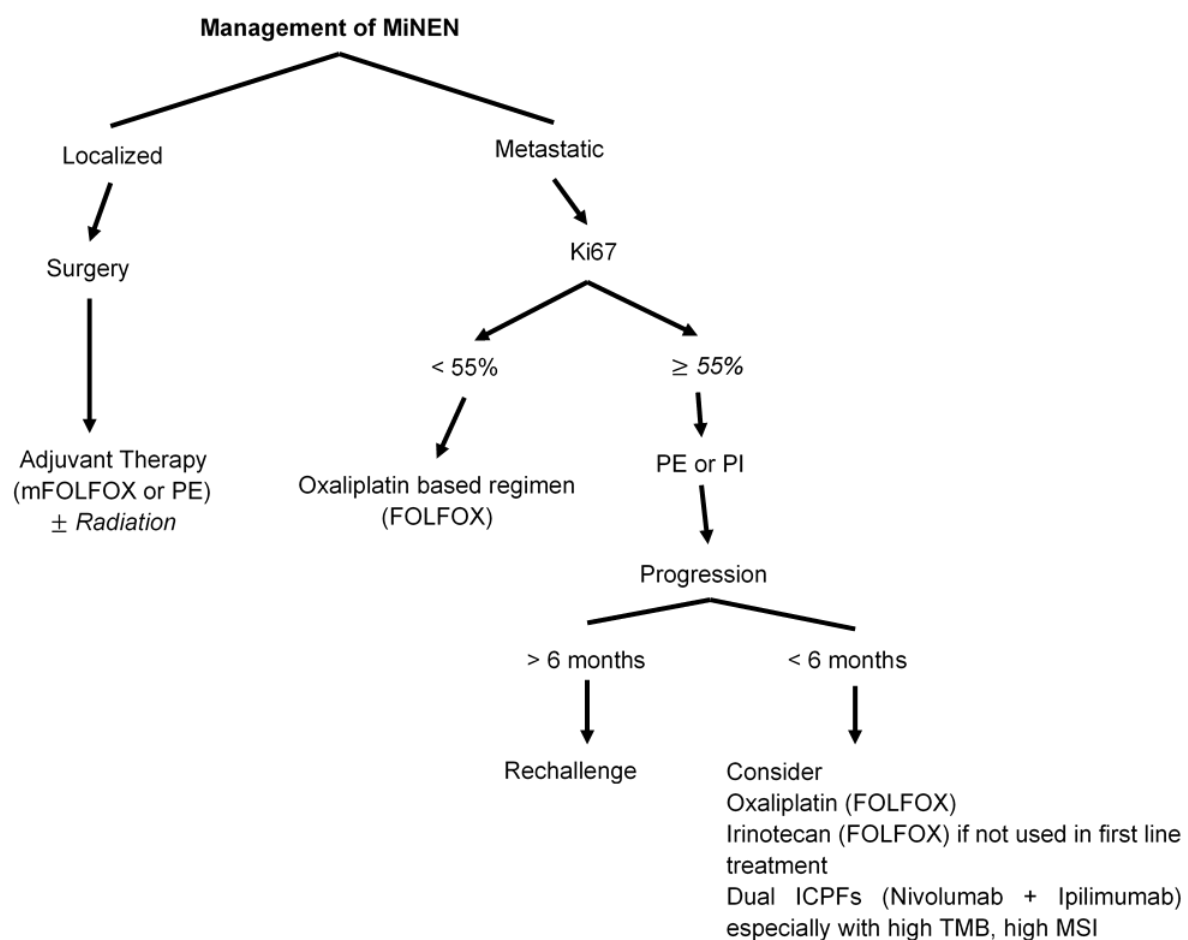 Management of MiNEN
Localized
Metastatic
Surgery
Ki67
< 55%
≥ 55%
Adjuvant Therapy
(mFOLFOX or PE)
± Radiation
Oxaliplatin based regimen
(FOLFOX)
PE or PI
Progression
> 6 months
< 6 months
Rechallenge
Consider
Oxaliplatin (FOLFOX)
Irinotecan (FOLFOX) if not used in first line
treatment
Dual ICPFs (Nivolumab + Ipilimumab)
especially with high TMB, high MSI